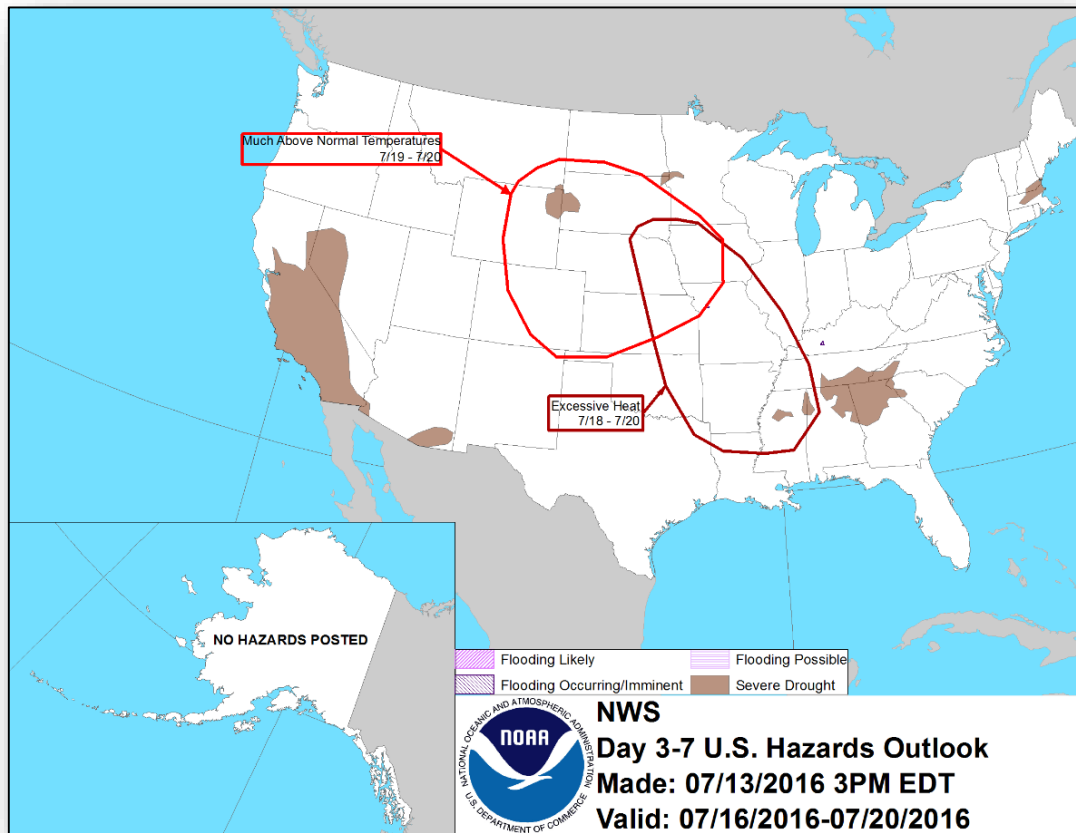 Much Above Normal Temperatures
7/19 - 7/20
Excessive Heat
7/18 - 7/20
NO HAZARDS POSTED
Flooding Likely
Flooding Possible
Flooding Occurring/Imminent
Severe Drought
NATIONAL OCEANIC AND ATMOSPHERIC ADMINISTRATION
NOAA
U.S. DEPARTMENT OF COMMERCE
NWS
Day 3-7 U.S. Hazards Outlook
Made: 07/13/2016 3PM EDT
Valid: 07/16/2016-07/20/2016